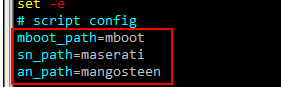 set -e
# script config
mboot_path=mboot
sn_path=maserati
an_path=mangosteen